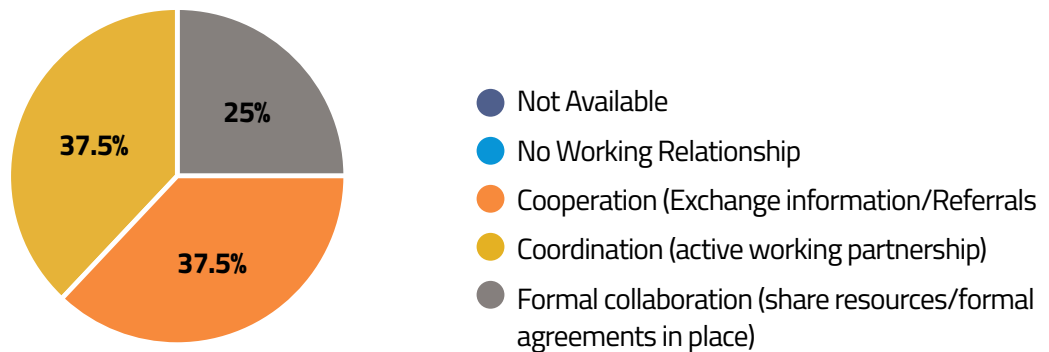 25%
37.5%
37.5%
Not Available
No Working Relationship
Cooperation (Exchange information/Referrals
Coordination (active working partnership)
Formal collaboration (share resources/formal
agreements in place)